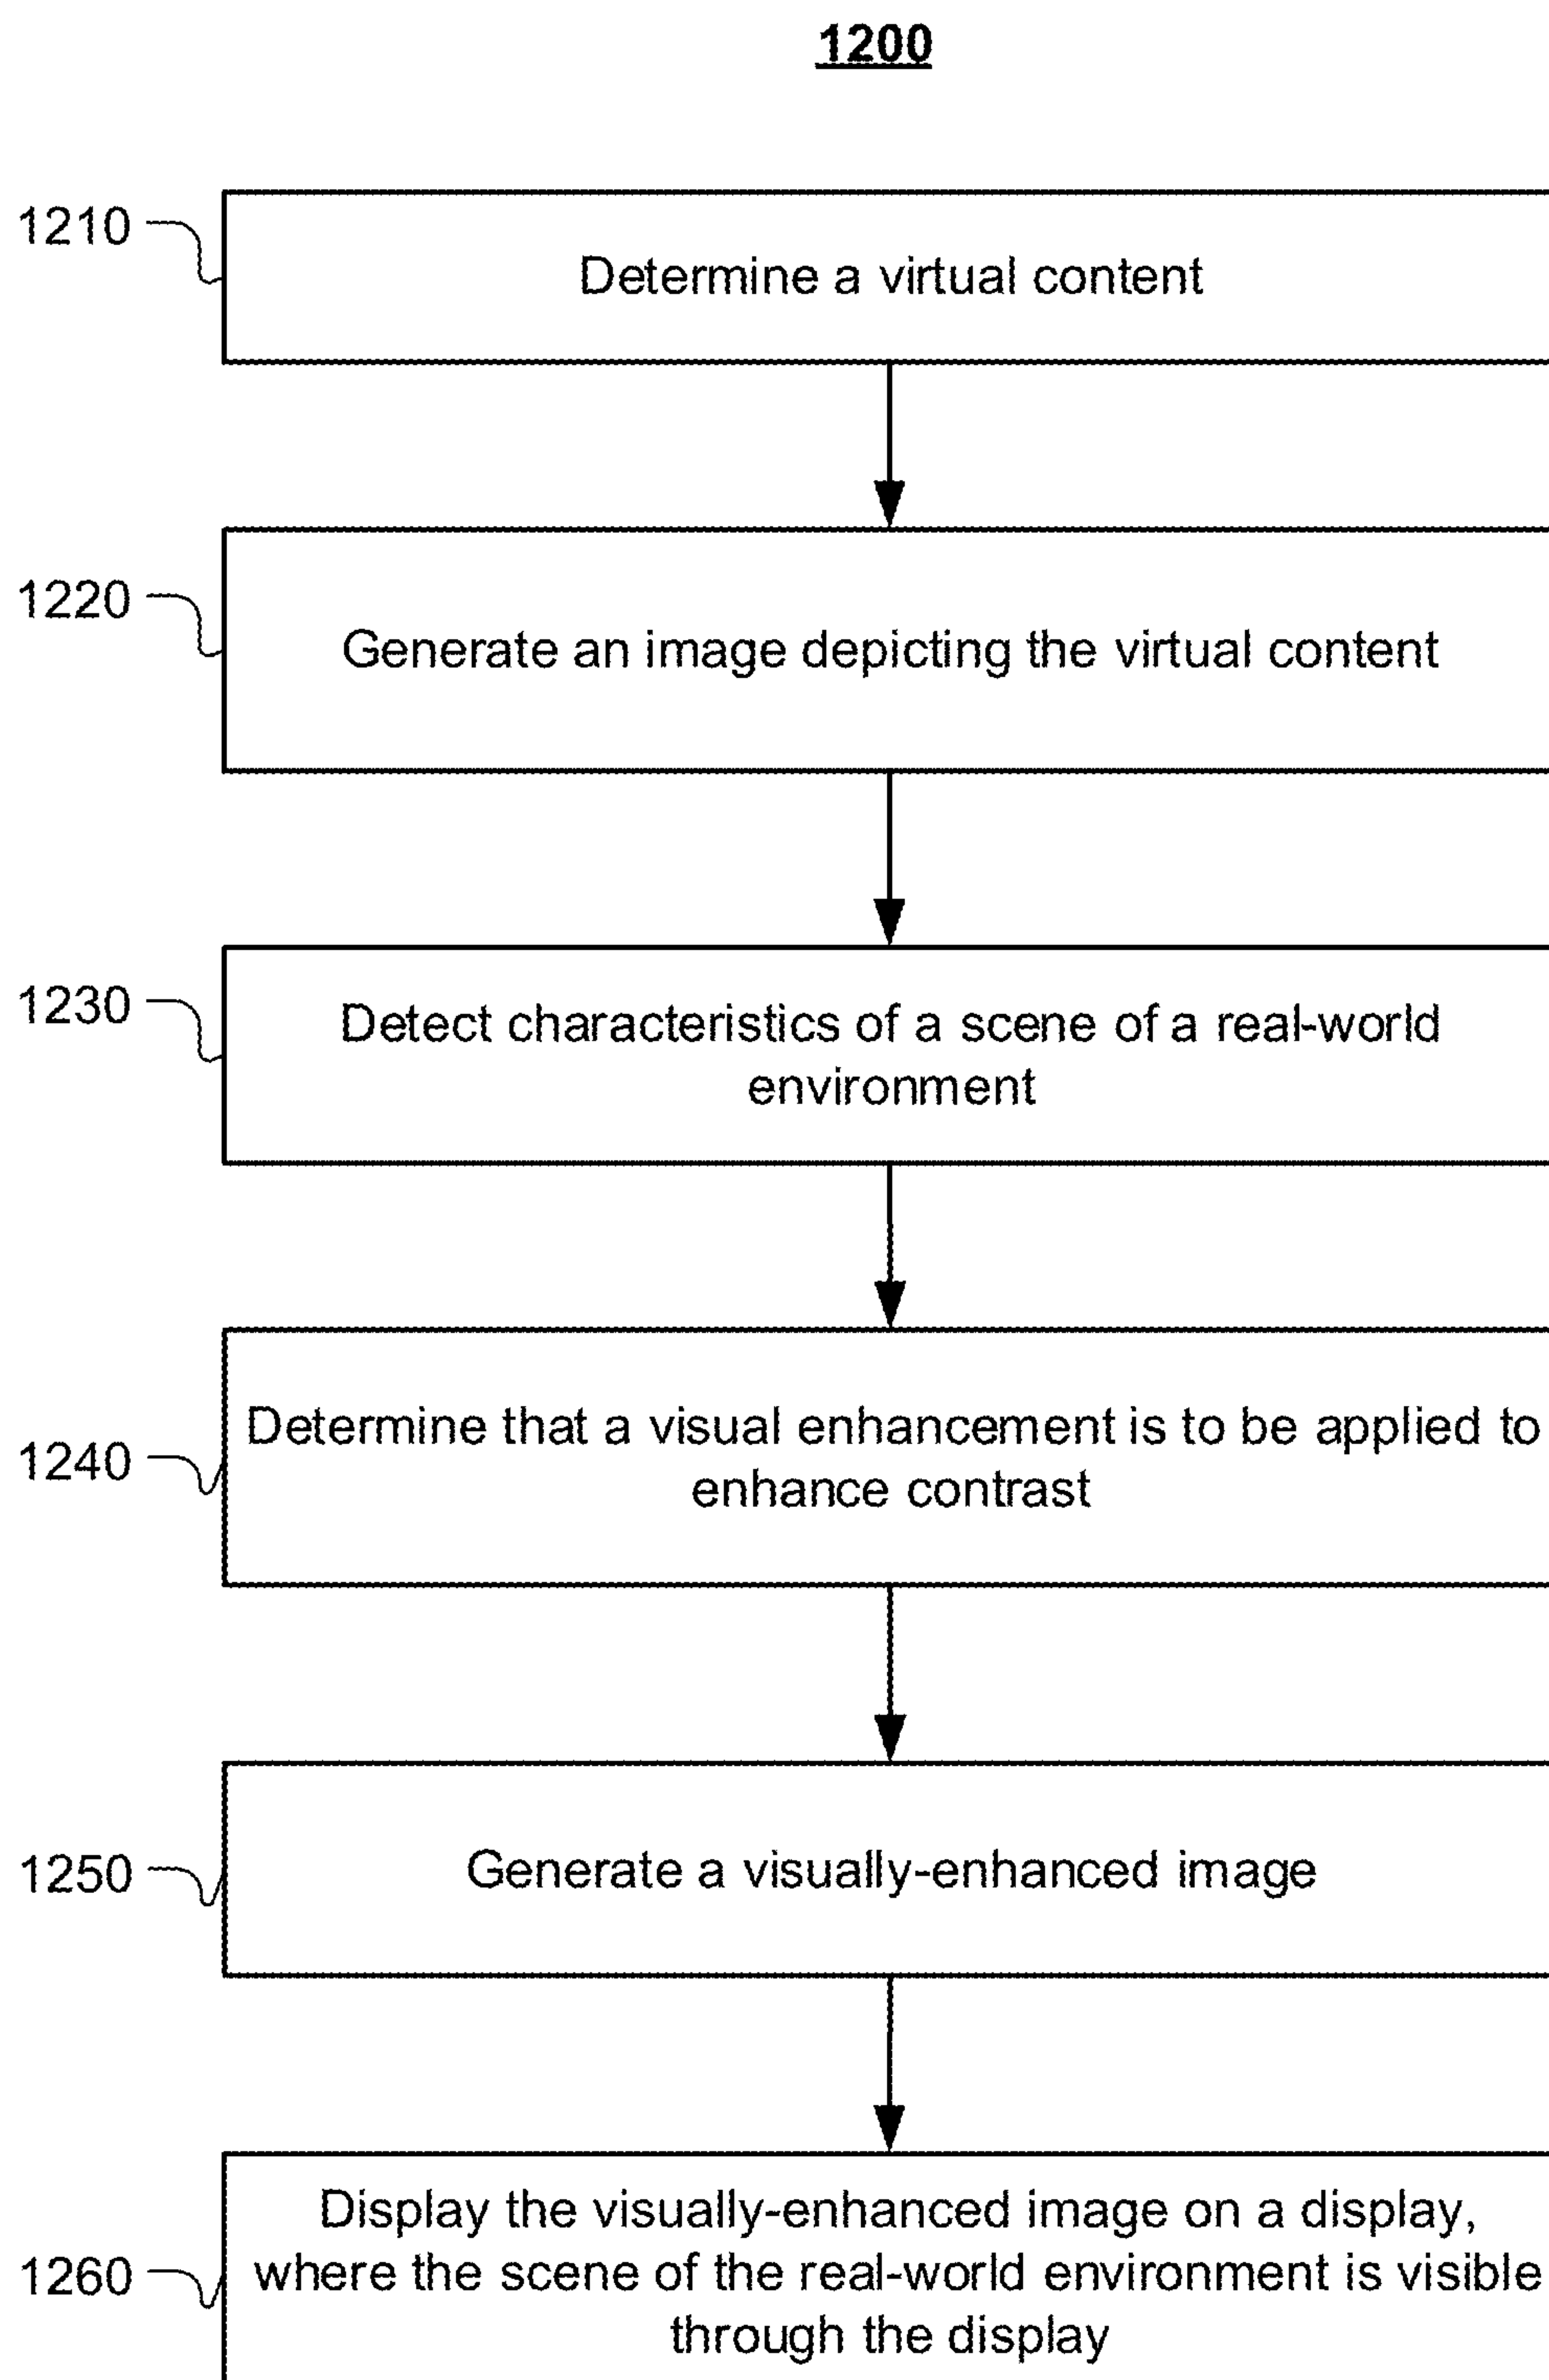 1200
1210
Determine a virtual content
1220
Generate an image depicting the virtual content
1230
Detect characteristics of a scene of a real-world
environment
1240
Determine that a visual enhancement is to be applied to
enhance contrast
1250
Generate a visually-enhanced image
1260
Display the visually-enhanced image on a display,
where the scene of the real-world environment is visible
through the display